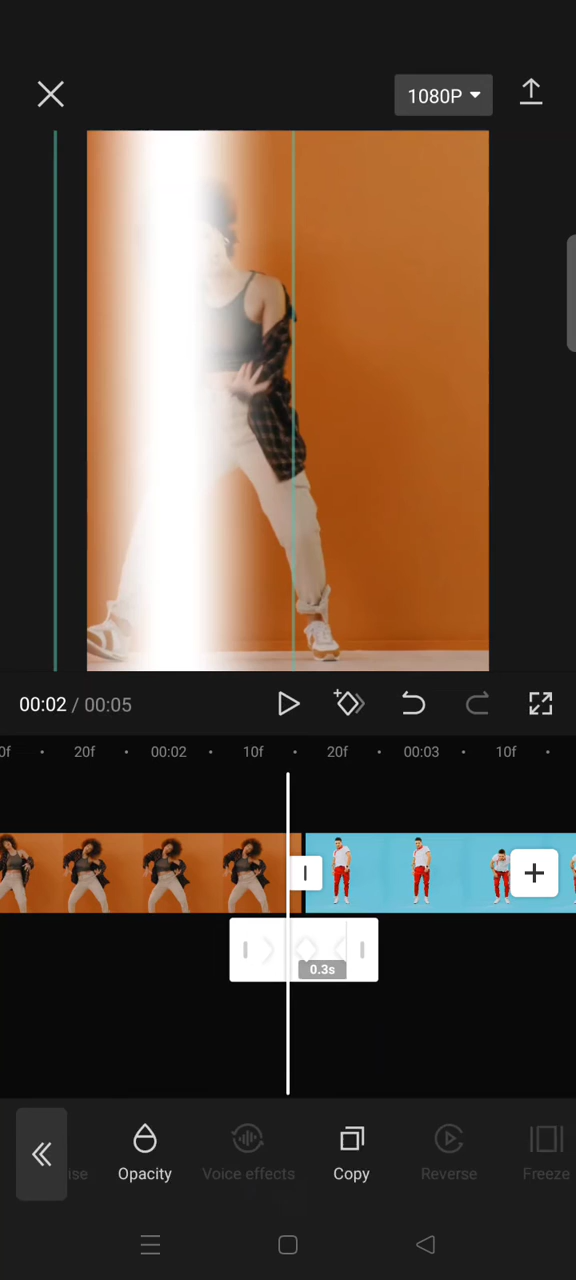 1080P
00:02 / 00:05
0f 20f 00:02 10f 20f 00:03 10f
0.3s
ise Opacity Voice effects Copy Reverse Freeze